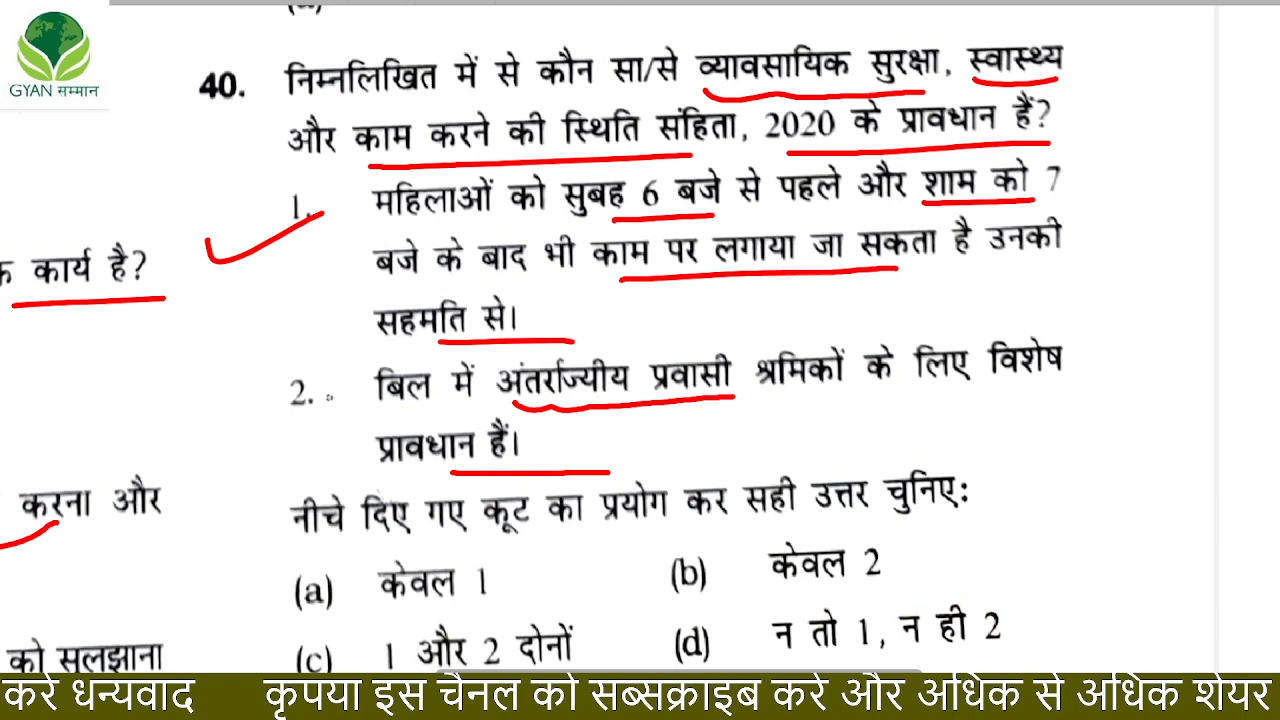 GYAN सम्मान
40. निम्नलिखित में से कौन सा/से व्यावसायिक सुरक्षा, स्वास्थ्य
और काम करने की स्थिति संहिता, 2020 के प्रावधान हैं?
1. महिलाओं को सुबह 6 बजे से पहले और शाम को 7
बजे के बाद भी काम पर लगाया जा सकता है उनकी
सहमति से।
2. बिल में अंतर्राज्यीय प्रवासी श्रमिकों के लिए विशेष
प्रावधान हैं।
नीचे दिए गए कूट का प्रयोग कर सही उत्तर चुनिए:
(a) केवल 1 (b) केवल 2
(c) 1 और 2 दोनों (d) न तो 1, न ही 2
कार्य है?
करना और
को सुलझाना
करे धन्यवाद कृपया इस चैनल को सब्सक्राइब करे और अधिक से अधिक शेयर